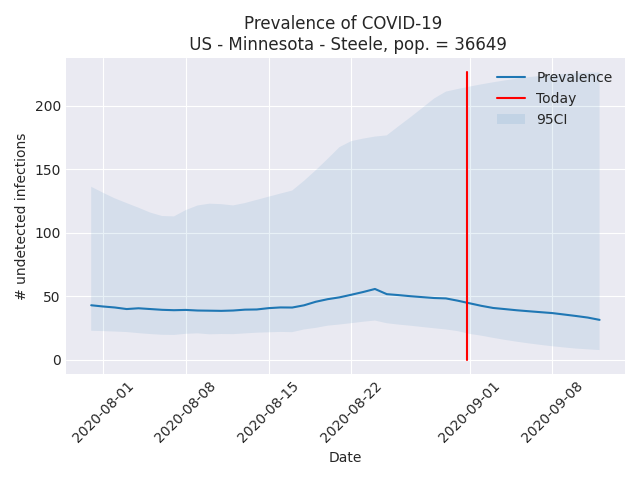 Prevalence of COVID-19
US - Minnesota - Steele, pop. = 36649
# undetected infections
200
150
100
50
0
Prevalence
Today
95CI
2020-08-01
2020-08-08
2020-08-15
2020-08-22
2020-09-01
2020-09-08
Date